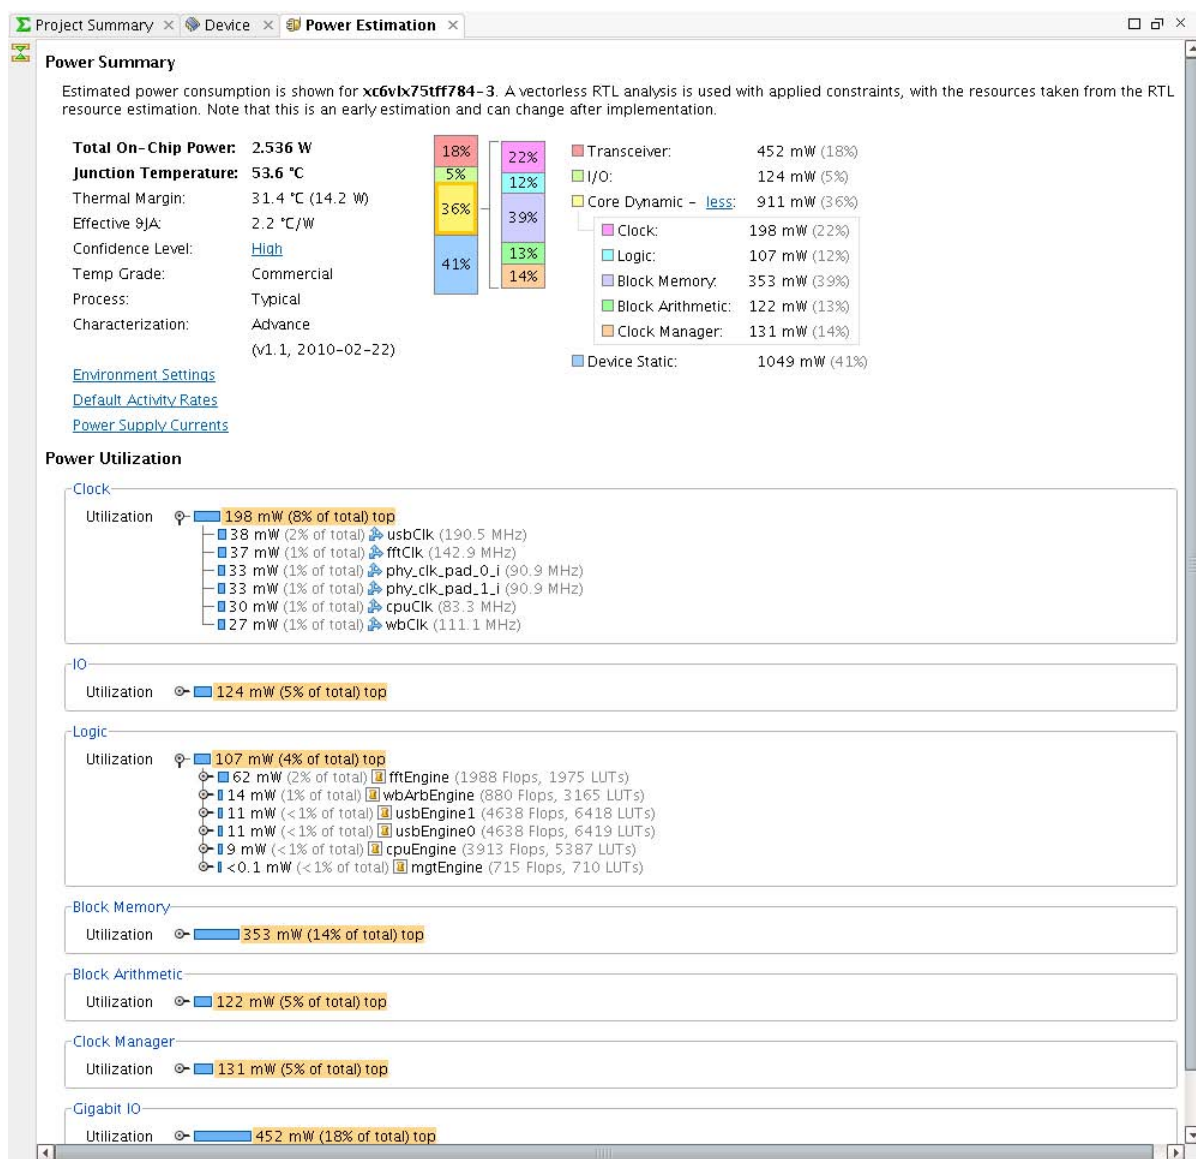 Project Summary Device Power Estimation
Power Summary
Estimated power consumption is shown for xc6vlx75tff784-3. A vectorless RTL analysis is used with applied constraints, with the resources taken from the RTL
resource estimation. Note that this is an early estimation and can change after implementation.
Total On-Chip Power: 2.536 W
Junction Temperature: 53.6 °C
Thermal Margin: 31.4 °C (14.2 W)
Effective ϑJA: 2.2 °C/W
Confidence Level: High
Temp Grade: Commercial
Process: Typical
Characterization: Advance
(v1.1, 2010-02-22)
Environment Settings
Default Activity Rates
Power Supply Currents
18%
5%
36%
41%
22%
12%
39%
13%
14%
Transceiver: 452 mW (18%)
I/O: 124 mW (5%)
Core Dynamic - less: 911 mW (36%)
Clock: 198 mW (22%)
Logic: 107 mW (12%)
Block Memory: 353 mW (39%)
Block Arithmetic: 122 mW (13%)
Clock Manager: 131 mW (14%)
Device Static: 1049 mW (41%)
Power Utilization
Clock
Utilization 198 mW (8% of total) top
38 mW (2% of total) usbClk (190.5 MHz)
37 mW (1% of total) fftClk (142.9 MHz)
33 mW (1% of total) phy_clk_pad_0_i (90.9 MHz)
33 mW (1% of total) phy_clk_pad_1_i (90.9 MHz)
30 mW (1% of total) cpuClk (83.3 MHz)
27 mW (1% of total) wbClk (111.1 MHz)
IO
Utilization 124 mW (5% of total) top
Logic
Utilization 107 mW (4% of total) top
62 mW (2% of total) fftEngine (1988 Flops, 1975 LUTs)
14 mW (1% of total) wbArbEngine (880 Flops, 3165 LUTs)
11 mW (<1% of total) usbEngine1 (4638 Flops, 6418 LUTs)
11 mW (<1% of total) usbEngine0 (4638 Flops, 6419 LUTs)
9 mW (<1% of total) cpuEngine (3913 Flops, 5387 LUTs)
<0.1 mW (<1% of total) mgtEngine (715 Flops, 710 LUTs)
Block Memory
Utilization 353 mW (14% of total) top
Block Arithmetic
Utilization 122 mW (5% of total) top
Clock Manager
Utilization 131 mW (5% of total) top
Gigabit IO
Utilization 452 mW (18% of total) top